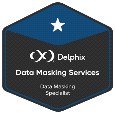 Delphix
Data Masking Services
Data Masking
Specialist